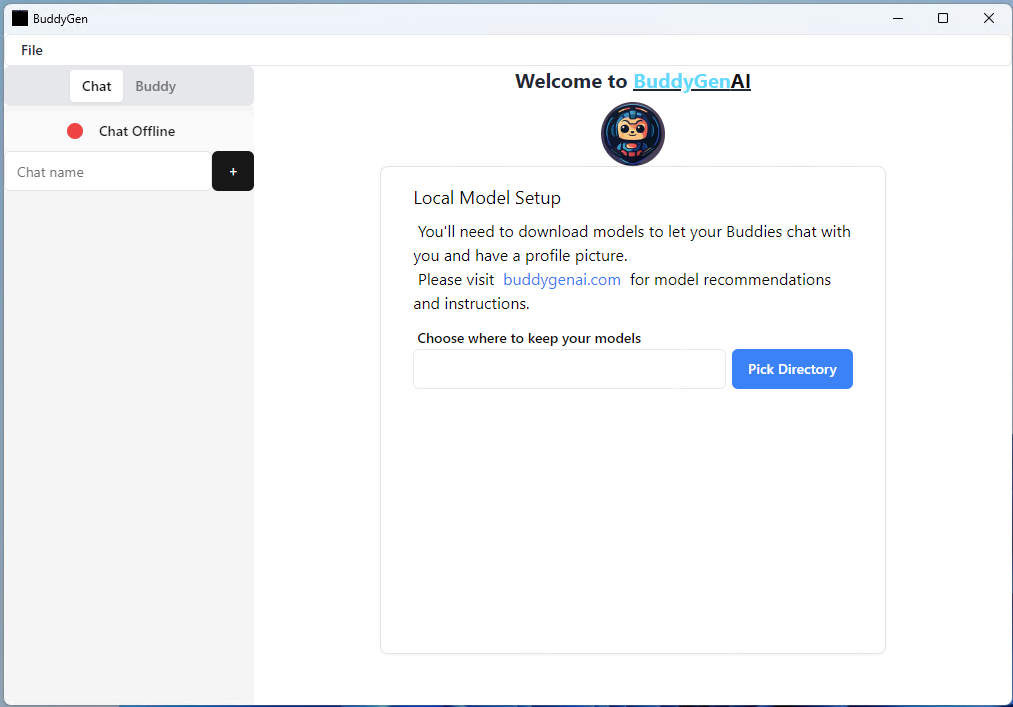 BuddyGen
File
Chat Buddy
Chat Offline
Chat name +
Welcome to BuddyGenAI
Local Model Setup
You'll need to download models to let your Buddies chat with
you and have a profile picture.
Please visit buddygenai.com for model recommendations
and instructions.
Choose where to keep your models
Pick Directory